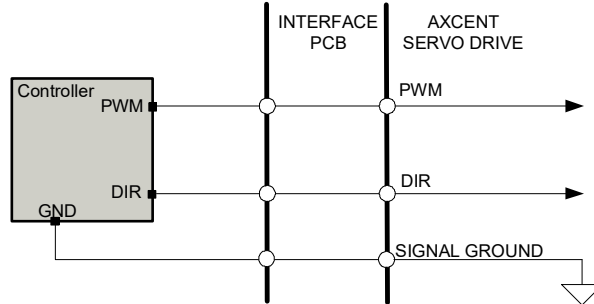 INTERFACE
PCB
AXCENT
SERVO DRIVE
Controller
PWM
PWM
DIR
DIR
GND
SIGNAL GROUND